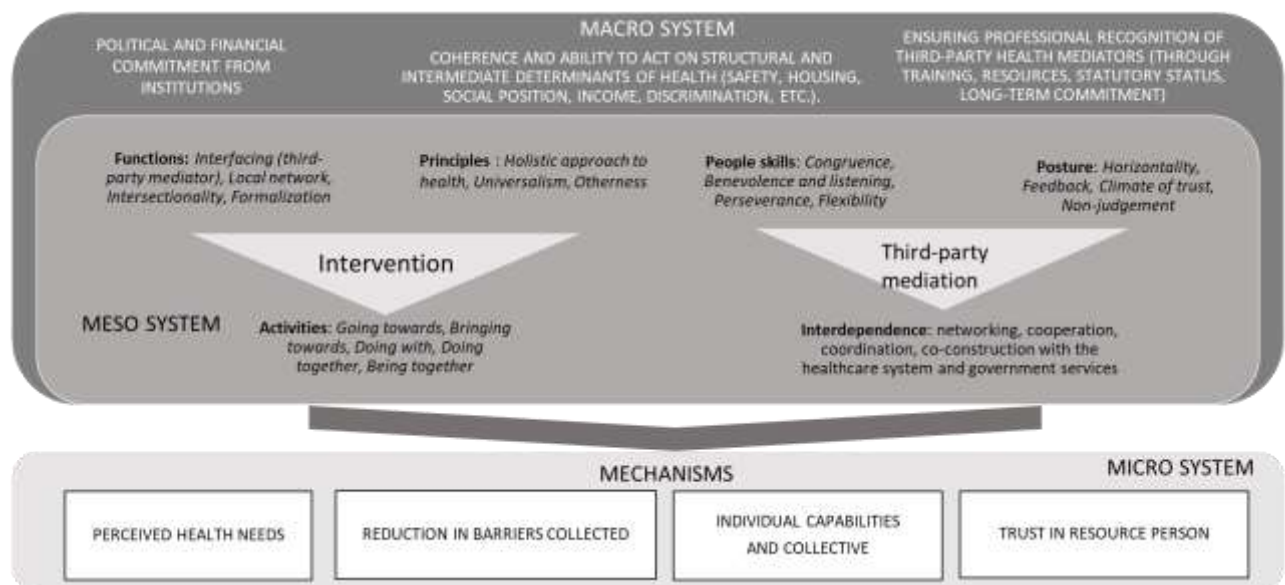 MACRO SYSTEM
POLITICAL AND FINANCIAL
COMMITMENT FROM
INSTITUTIONS
COHERENCE AND ABILITY TO ACT ON STRUCTURAL AND
INTERMEDIATE DETERMINANTS OF HEALTH (SAFETY, HOUSING,
SOCIAL POSITION, INCOME, DISCRIMINATION, ETC.).
ENSURING PROFESSIONAL RECOGNITION OF
THIRD-PARTY HEALTH MEDIATORS (THROUGH
TRAINING, RESOURCES, STATUTORY STATUS,
LONG-TERM COMMITMENT)
Functions: Interfacing (third-
party mediator), Local network,
Intersectionality, Formalization
Principles : Holistic approach to
health, Universalism, Otherness
People skills: Congruence,
Benevolence and listening,
Perseverance, Flexibility
Posture: Horizontality,
Feedback, Climate of trust,
Non-judgement
Intervention
Third-party
mediation
MESO SYSTEM
Activities: Going towards, Bringing
towards, Doing with, Doing
together, Being together
Interdependence: networking, cooperation,
coordination, co-construction with the
healthcare system and government services
MECHANISMS
MICRO SYSTEM
PERCEIVED HEALTH NEEDS
REDUCTION IN BARRIERS COLLECTED
INDIVIDUAL CAPABILITIES
AND COLLECTIVE
TRUST IN RESOURCE PERSON